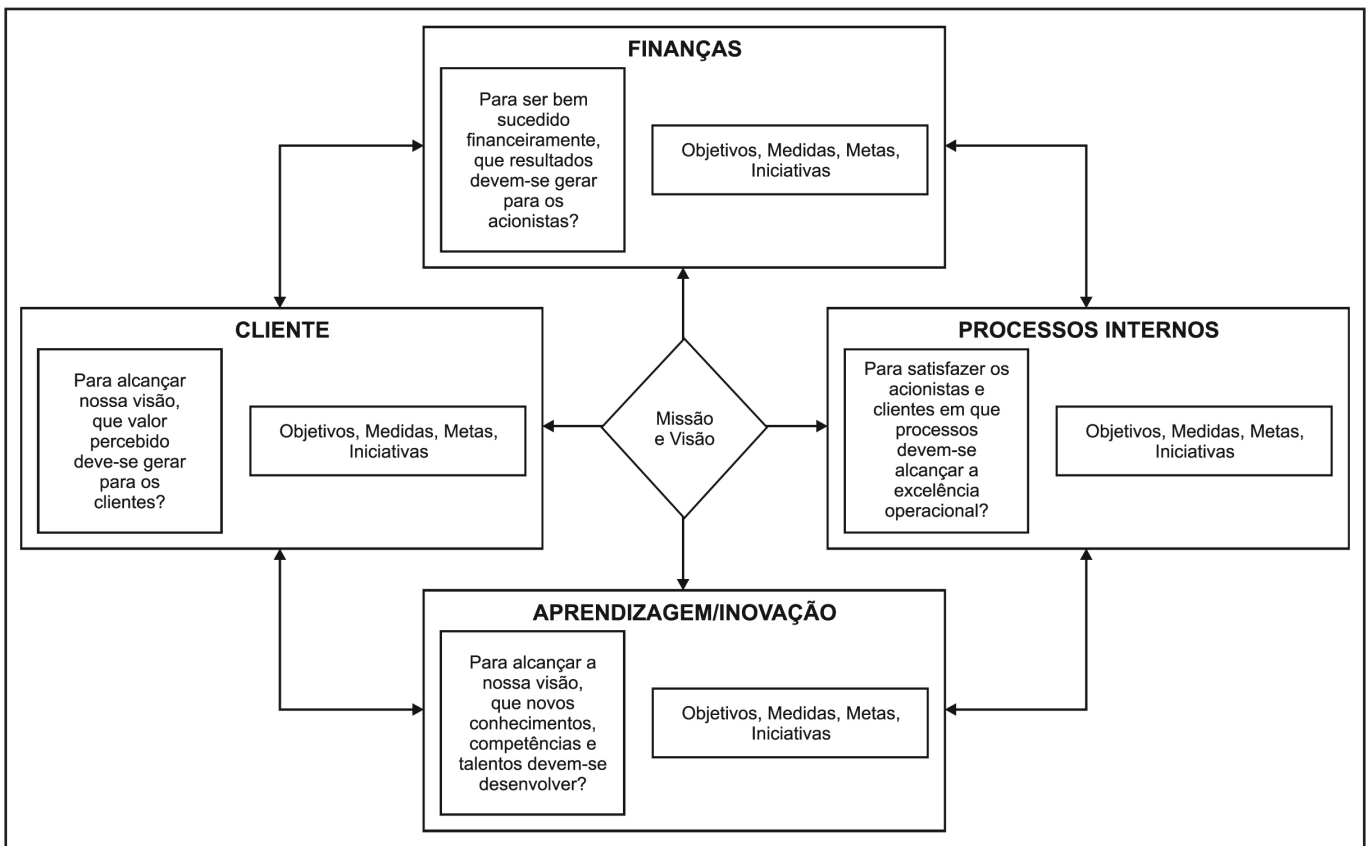 FINANÇAS
Para ser bem
sucedido
financeiramente,
que resultados
devem-se gerar
para os
acionistas?
Objetivos, Medidas, Metas,
Iniciativas
CLIENTE
Para alcançar
nossa visão,
que valor
percebido
deve-se gerar
para os
clientes?
Objetivos, Medidas, Metas,
Iniciativas
Missão
e Visão
PROCESSOS INTERNOS
Para satisfazer os
acionistas e
clientes em que
processos
devem-se
alcançar a
excelência
operacional?
Objetivos, Medidas, Metas,
Iniciativas
APRENDIZAGEM/INOVAÇÃO
Para alcançar a
nossa visão,
que novos
conhecimentos,
competências e
talentos devem-se
desenvolver?
Objetivos, Medidas, Metas,
Iniciativas